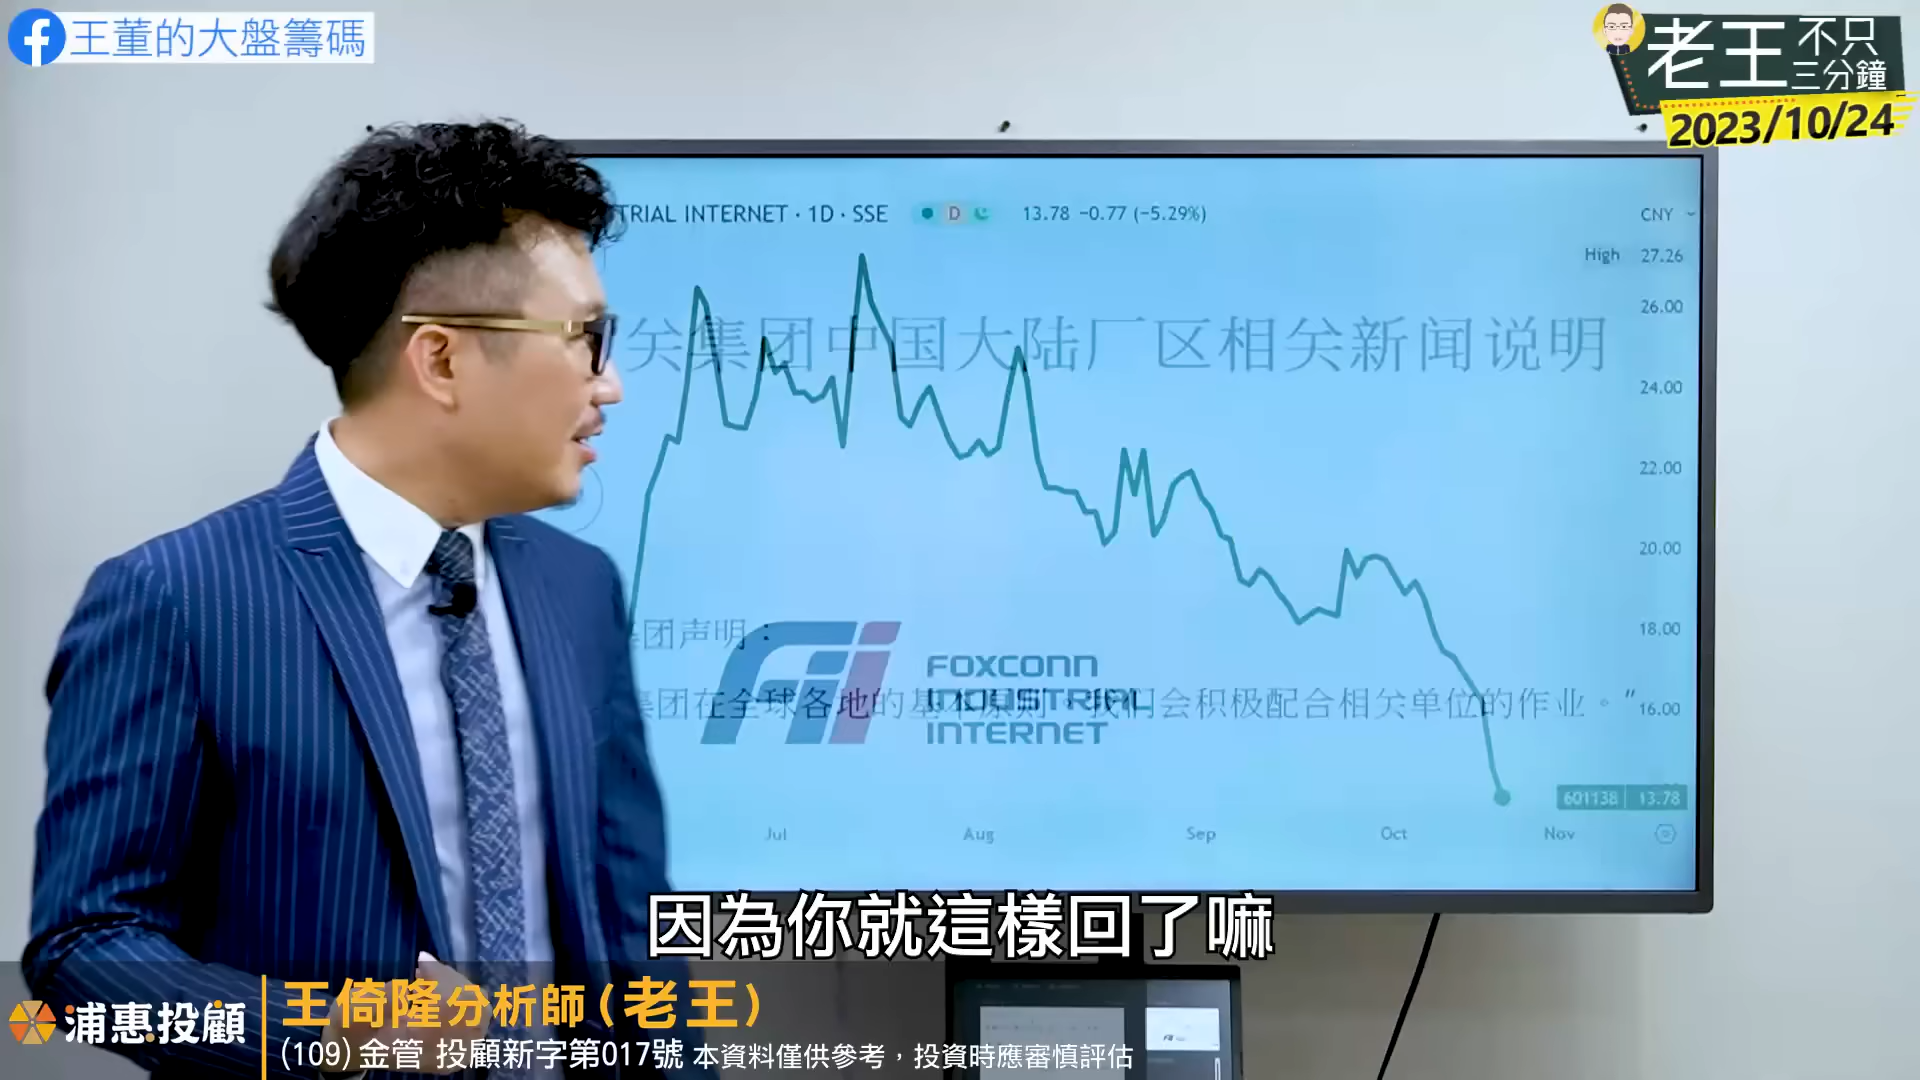 王董的大盤籌碼
老王不只三分鐘
2023/10/24
TRIAL INTERNET · 1D · SSE D 13.78 −0.77 (−5.29%) CNY
High 27.26
26.00
关集团中国大陆厂区相关新闻说明
24.00
22.00
20.00
18.00
集团声明：
FOXCONN
INDUSTRIAL
INTERNET
集团在全球各地的基本原则，我们会积极配合相关单位的作业。”
16.00
601138 13.78
Jul Aug Sep Oct Nov
因為你就這樣回了嘛
浦惠投顧
王倚隆分析師(老王)
(109)金管 投顧新字第017號 本資料僅供參考，投資時應審慎評估